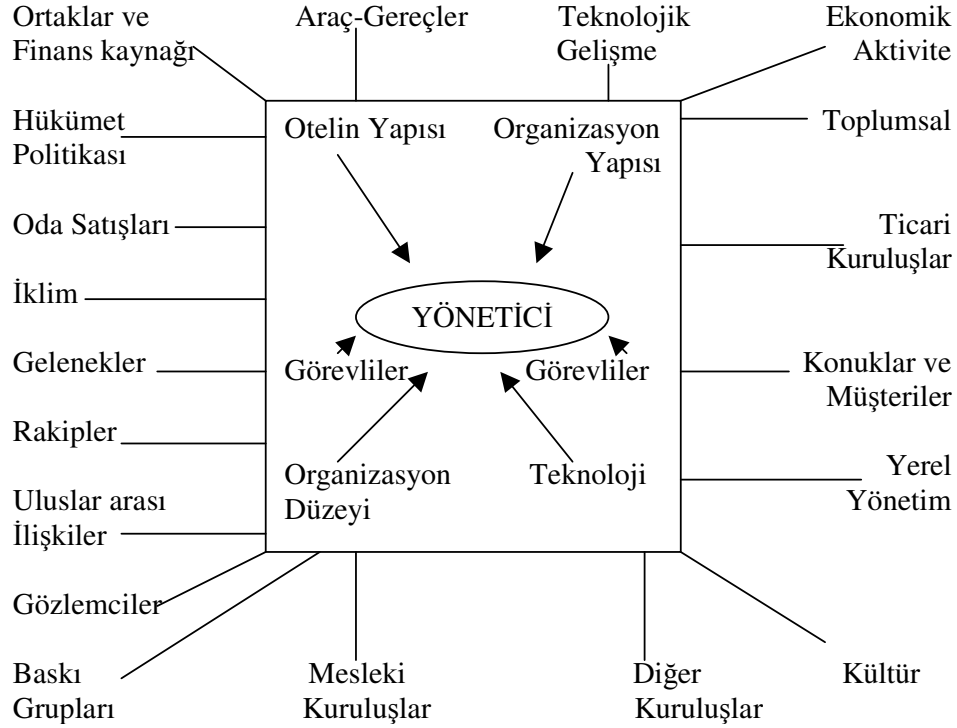 Ortaklar ve
Finans kaynağı
Araç-Gereçler
Teknolojik
Gelişme
Ekonomik
Aktivite
Hükümet
Politikası
Otelin Yapısı
Organizasyon
Yapısı
Toplumsal
Oda Satışları
Ticari
Kuruluşlar
İklim
YÖNETİCİ
Gelenekler
Görevliler
Görevliler
Konuklar ve
Müşteriler
Rakipler
Organizasyon
Düzeyi
Teknoloji
Yerel
Yönetim
Uluslar arası
İlişkiler
Gözlemciler
Baskı
Grupları
Mesleki
Kuruluşlar
Diğer
Kuruluşlar
Kültür